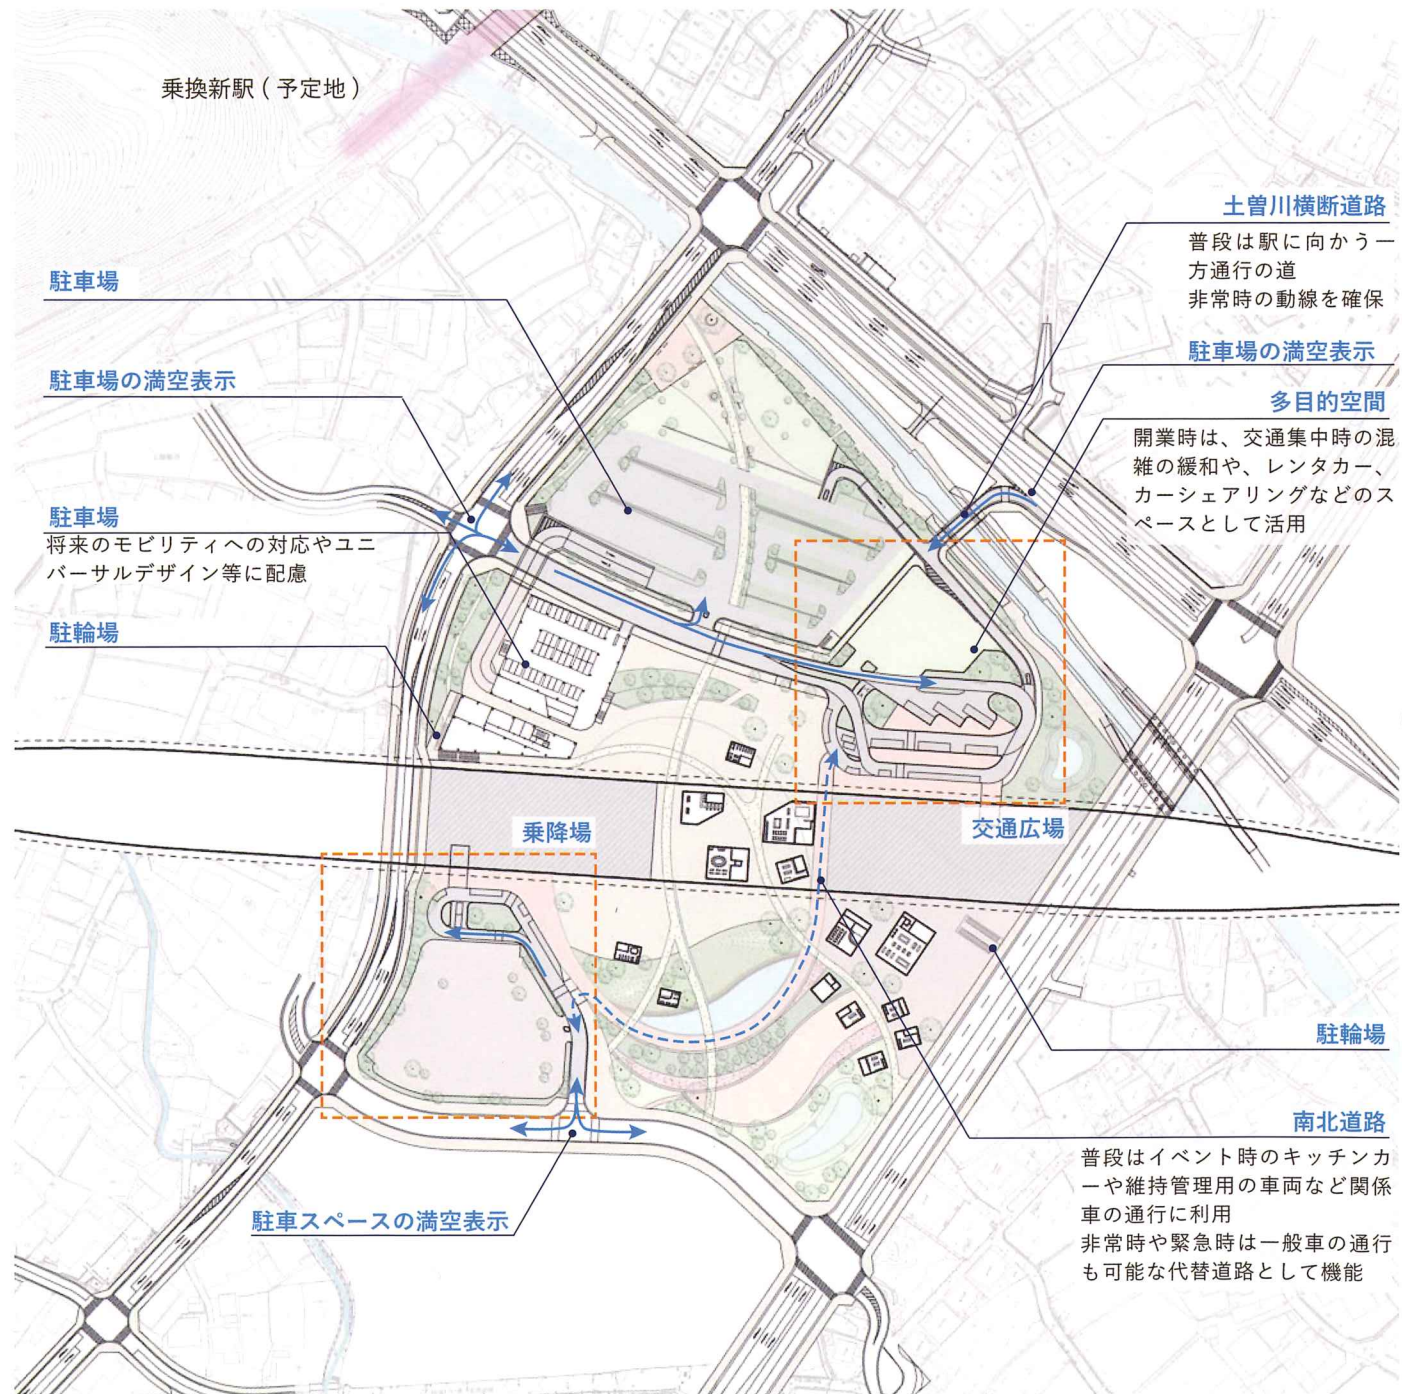 乗換新駅 ( 予定地 )
土曽川横断道路
普段は駅に向かう一
方通行の道
非常時の動線を確保
駐車場
駐車場の満空表示
駐車場の満空表示
多目的空間
開業時は、交通集中時の混
雑の緩和や、レンタカー、
カーシェアリングなどのス
ペースとして活用
駐車場
将来のモビリティへの対応やユニ
バーサルデザイン等に配慮
駐輪場
乗降場
交通広場
駐輪場
南北道路
普段はイベント時のキッチンカ
ーや維持管理用の車両など関係
車の通行に利用
非常時や緊急時は一般車の通行
も可能な代替道路として機能
駐車スペースの満空表示